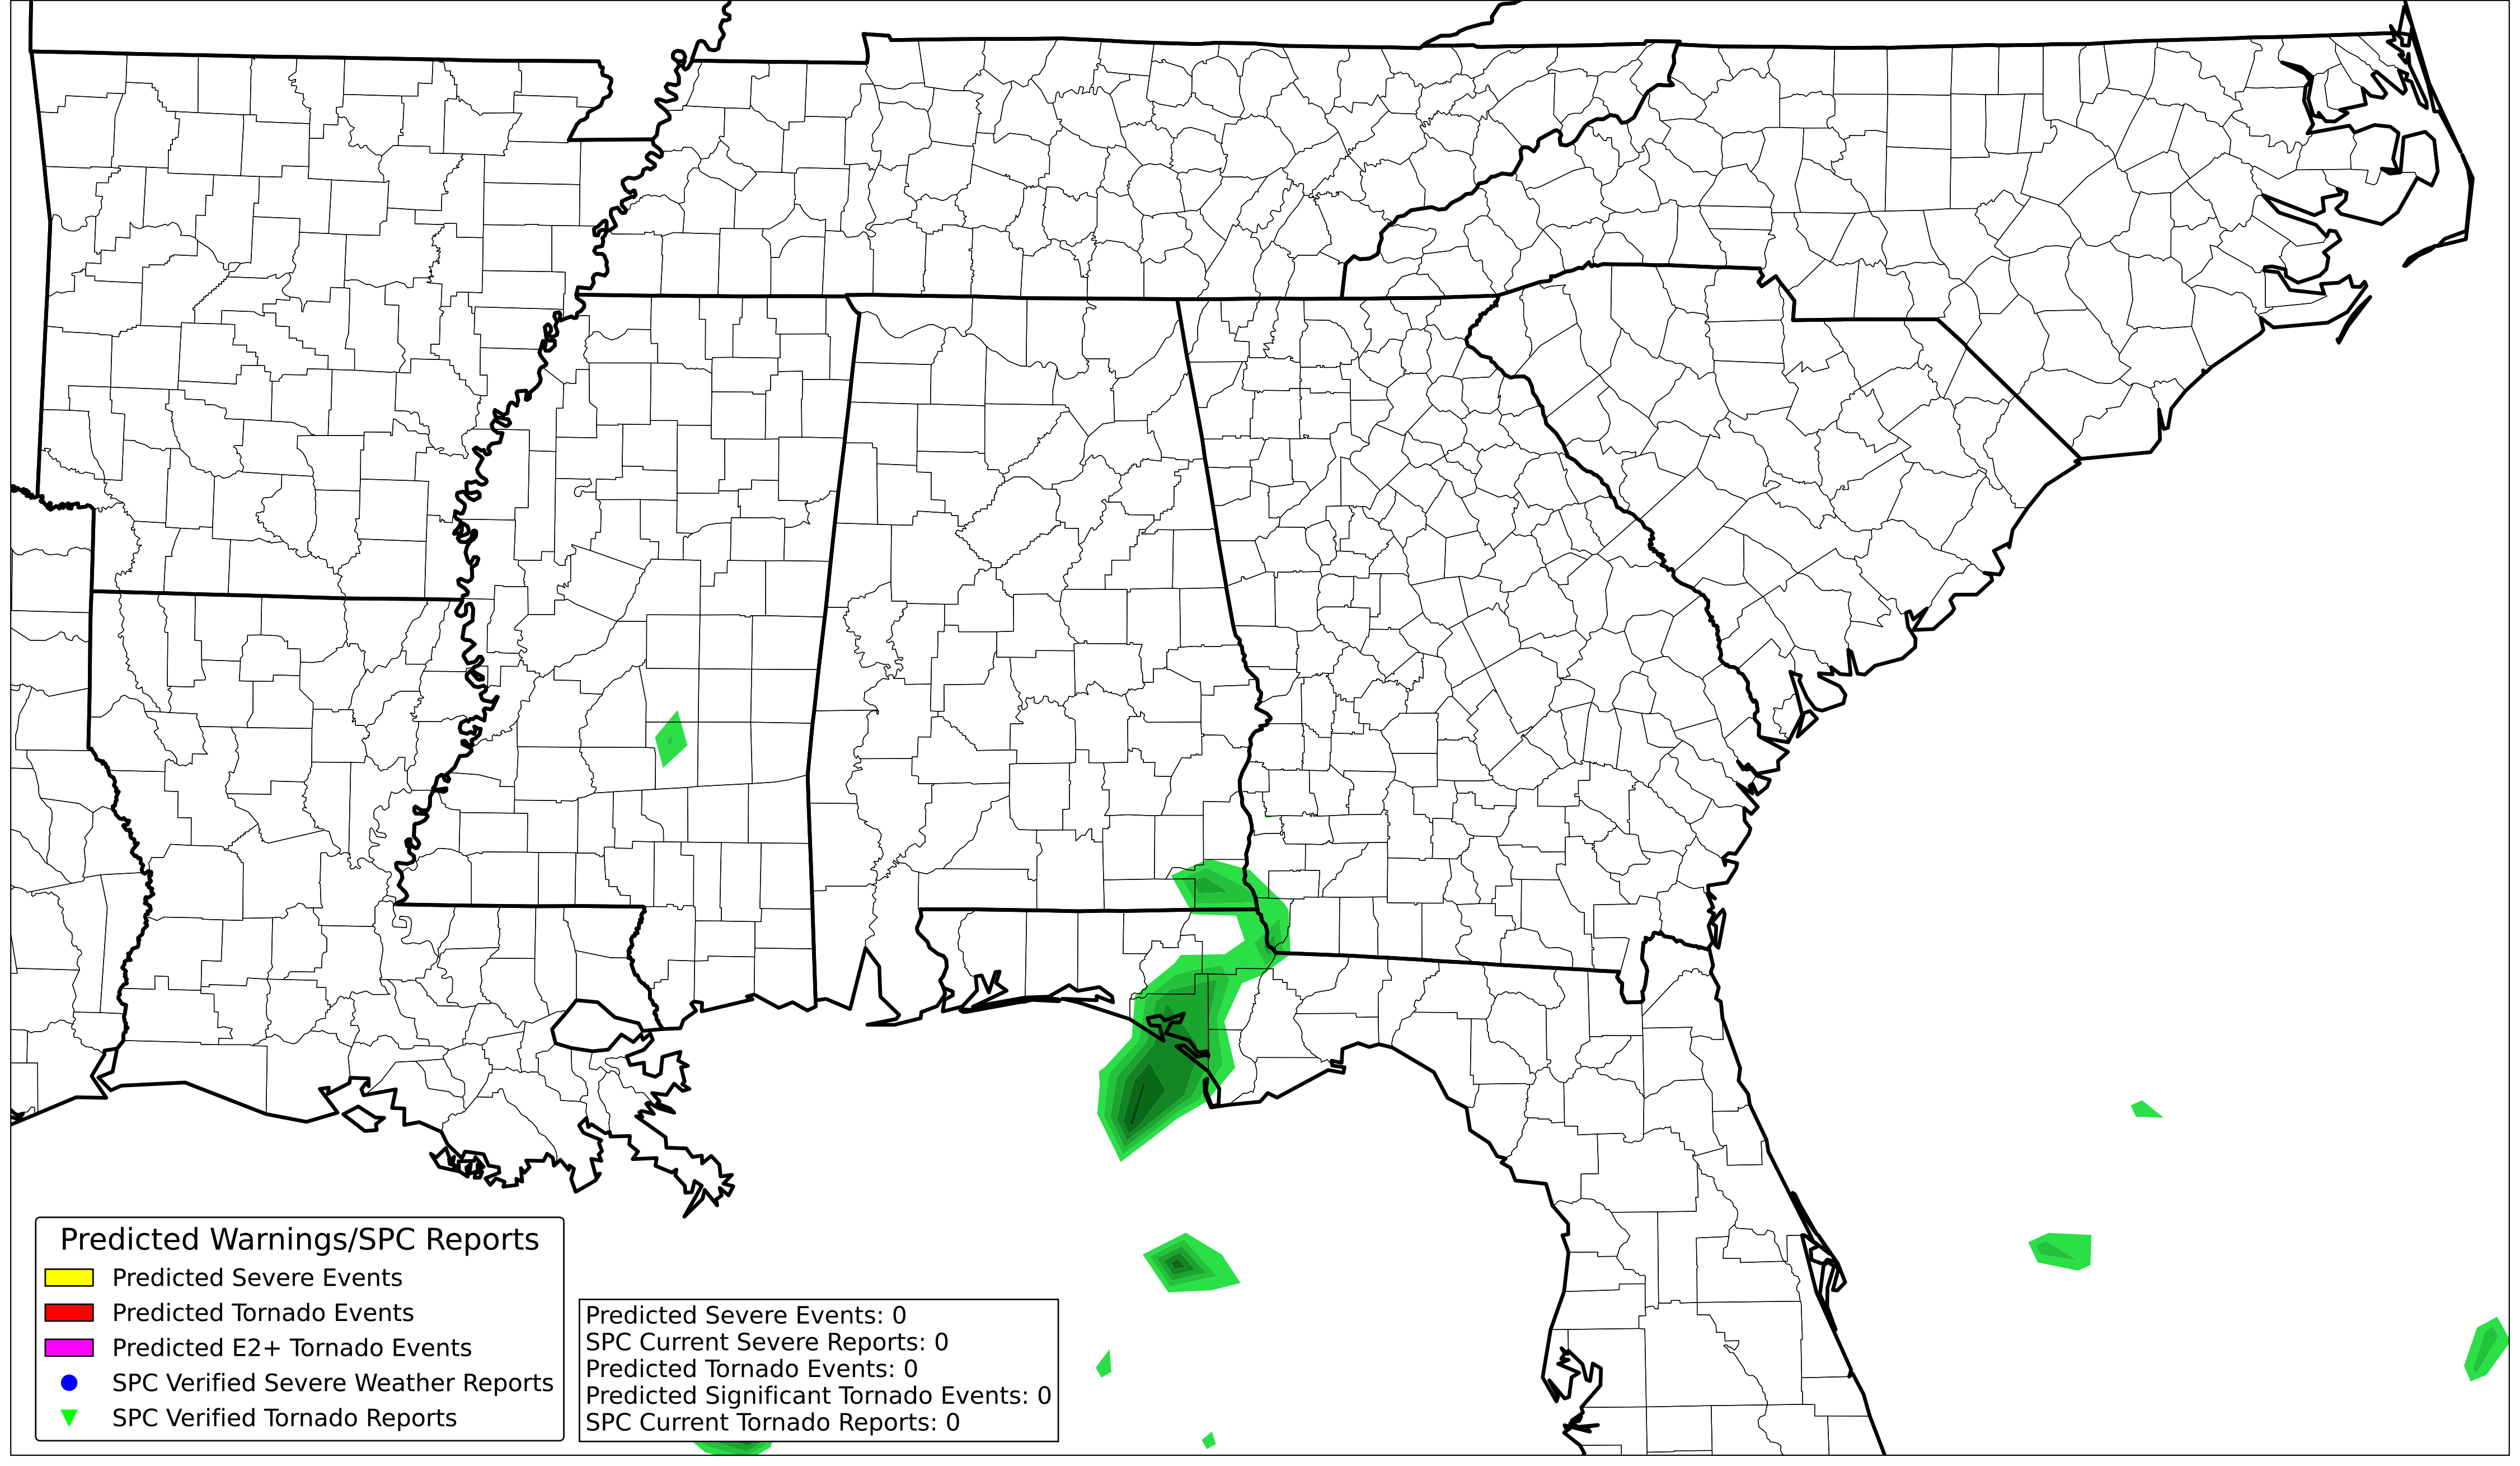 Predicted Warnings/SPC Reports
Predicted Severe Events
Predicted Tornado Events
Predicted E2+ Tornado Events
SPC Verified Severe Weather Reports
SPC Verified Tornado Reports
Predicted Severe Events: 0
SPC Current Severe Reports: 0
Predicted Tornado Events: 0
Predicted Significant Tornado Events: 0
SPC Current Tornado Reports: 0